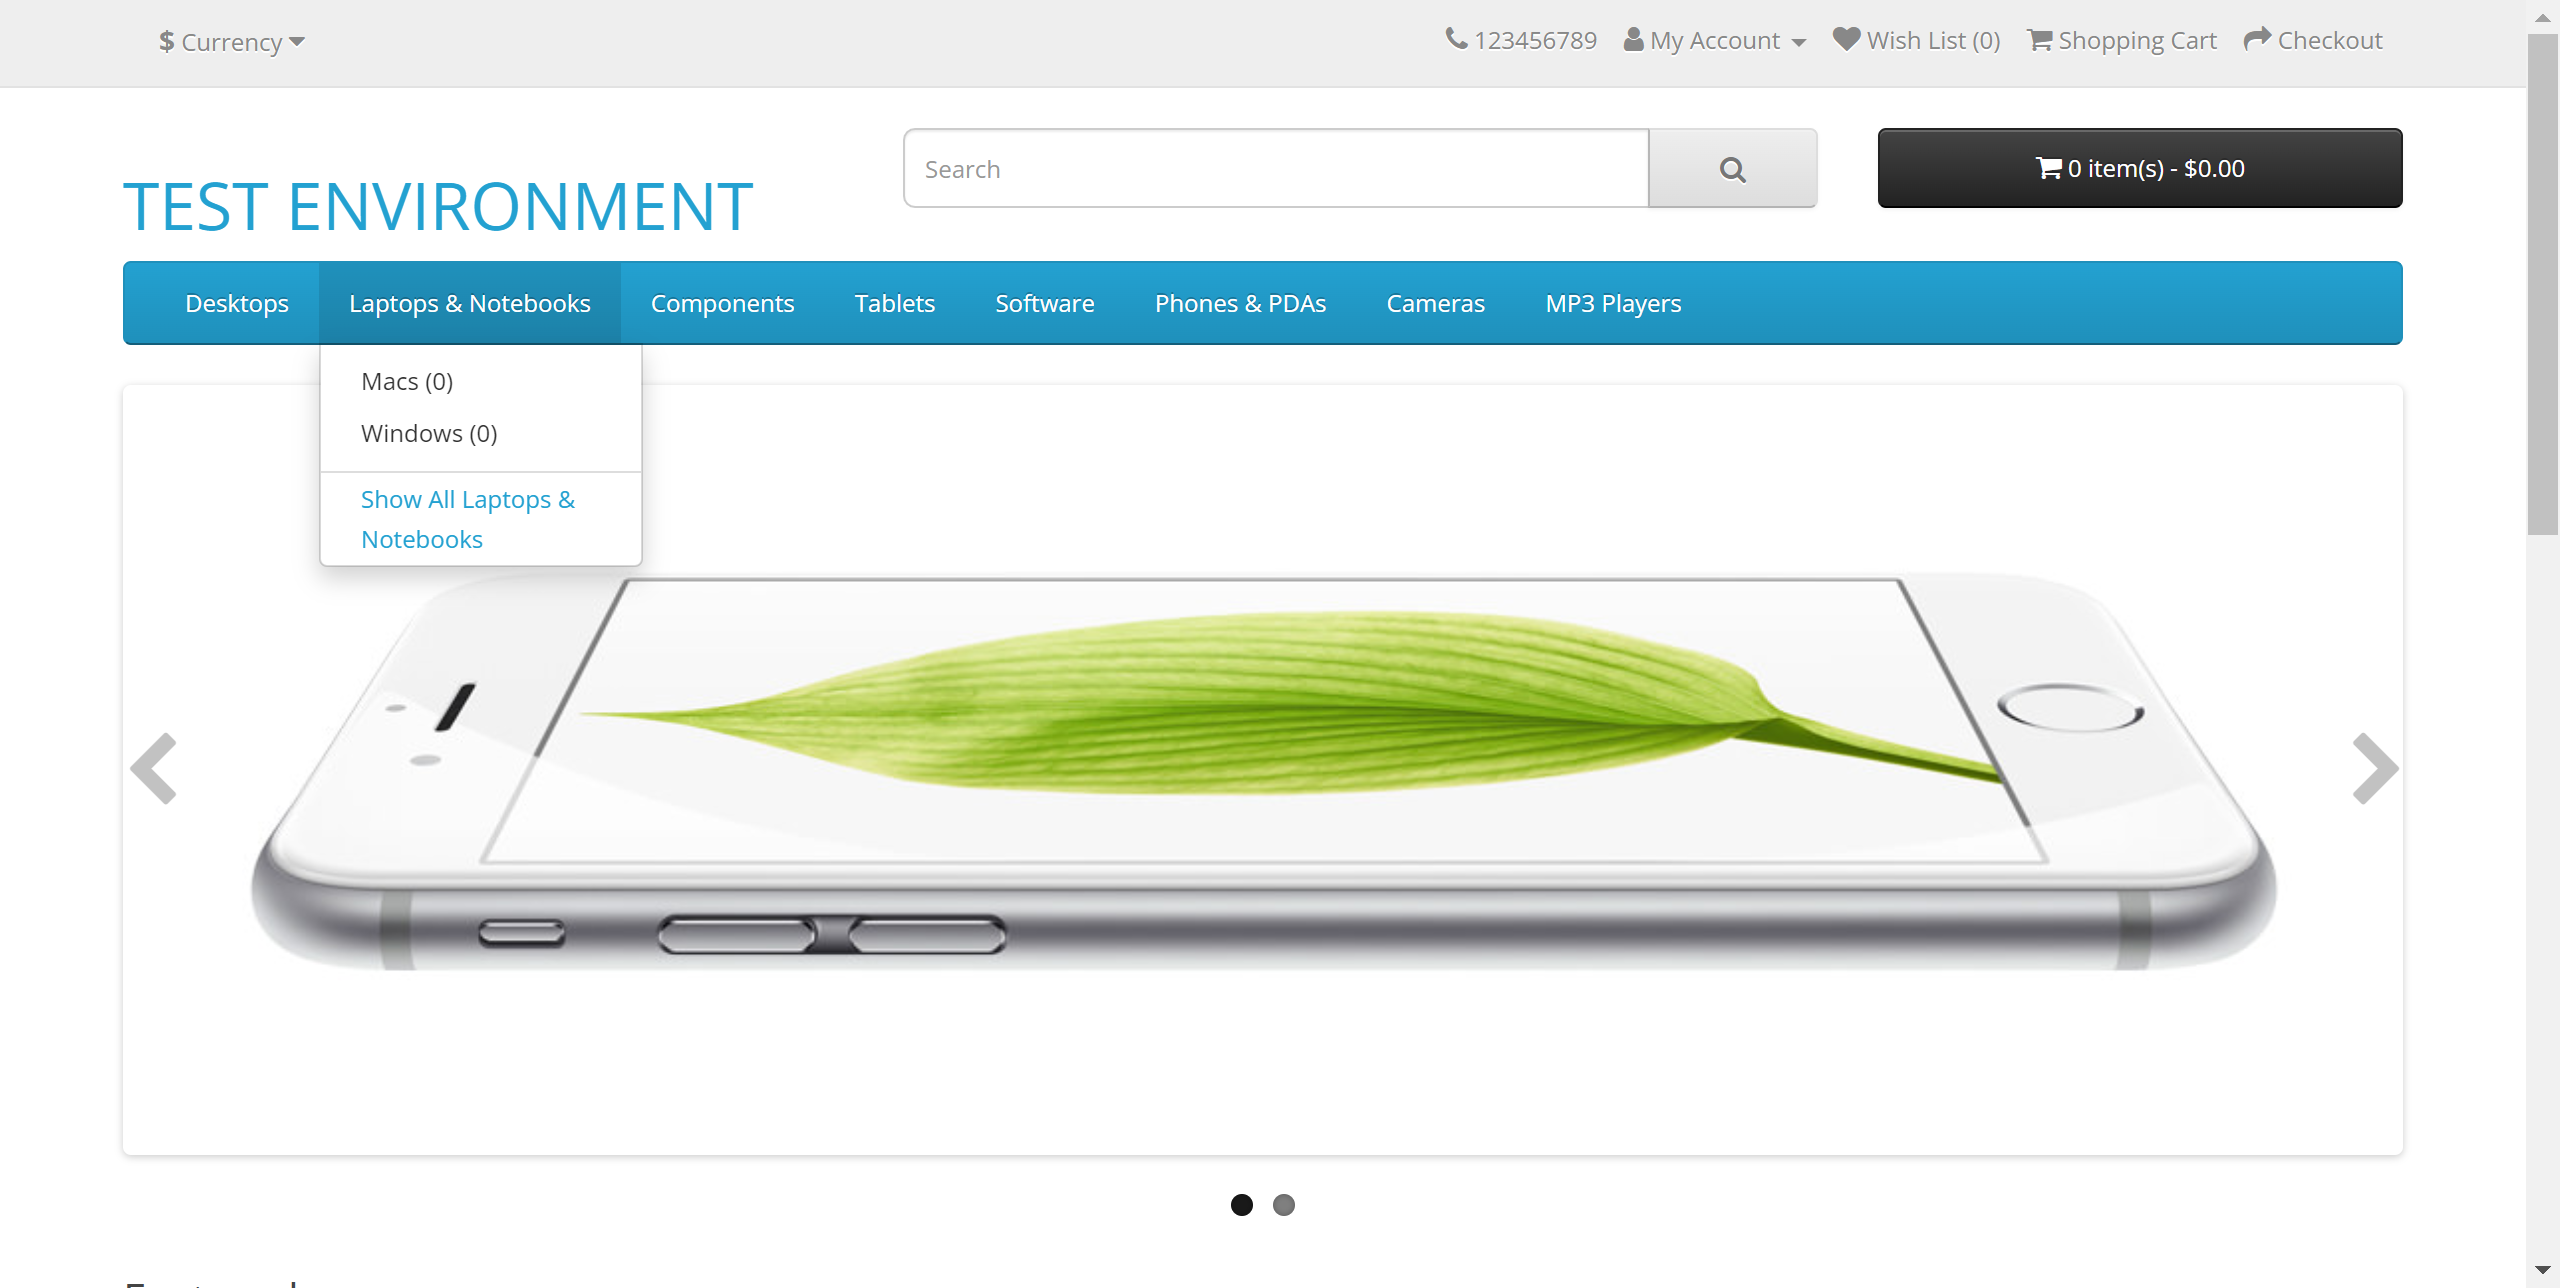 $ Currency
123456789 My Account Wish List (0) Shopping Cart Checkout
TEST ENVIRONMENT
Search
0 item(s) - $0.00
Desktops Laptops & Notebooks Components Tablets Software Phones & PDAs Cameras MP3 Players
Macs (0)
Windows (0)
Show All Laptops &
Notebooks